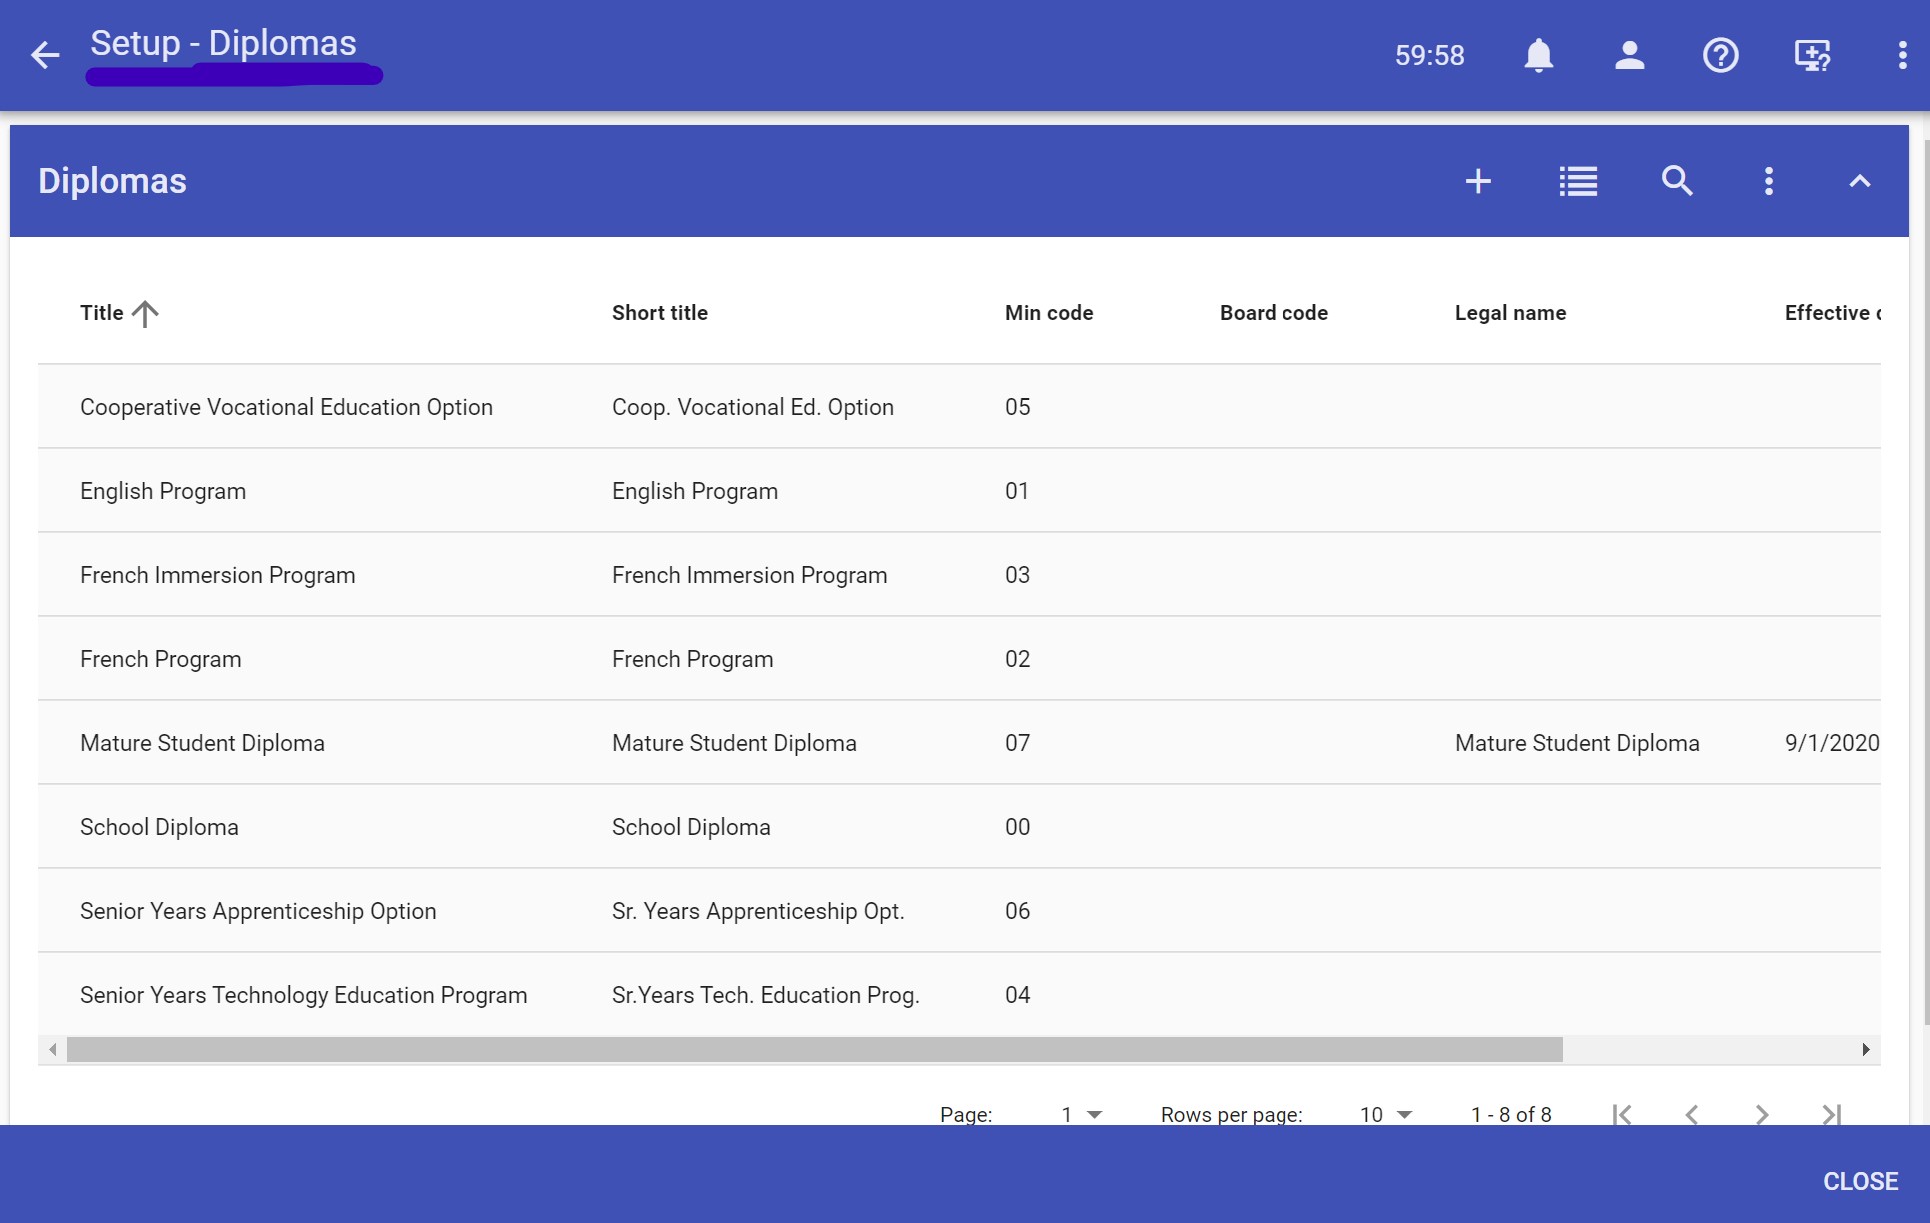 Setup - Diplomas
59:58
Diplomas
Title Short title Min code Board code Legal name Effective
Cooperative Vocational Education Option Coop. Vocational Ed. Option 05
English Program English Program 01
French Immersion Program French Immersion Program 03
French Program French Program 02
Mature Student Diploma Mature Student Diploma 07 Mature Student Diploma 9/1/2020
School Diploma School Diploma 00
Senior Years Apprenticeship Option Sr. Years Apprenticeship Opt. 06
Senior Years Technology Education Program Sr.Years Tech. Education Prog. 04
Page: 1 Rows per page: 10 1 - 8 of 8
CLOSE